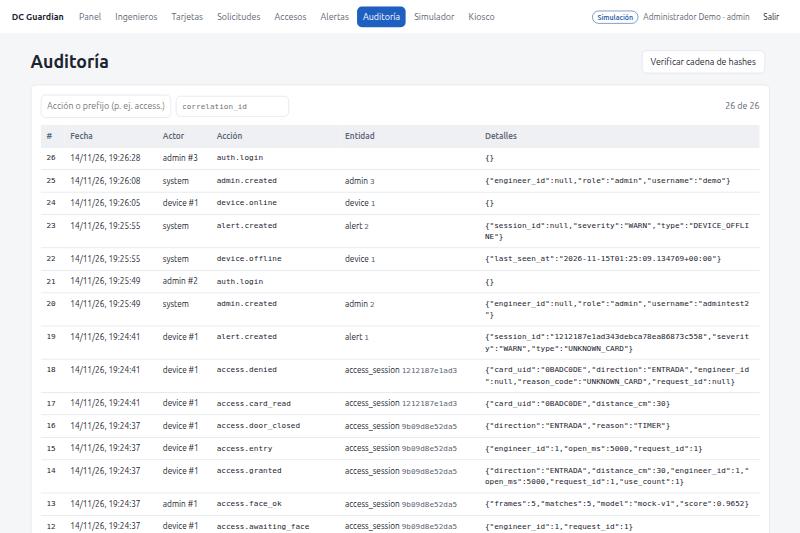 DC Guardian Panel Ingenieros Tarjetas Solicitudes Accesos Alertas Auditoría Simulador Kiosco Simulación Administrador Demo · admin Salir
Auditoría Verificar cadena de hashes
Acción o prefijo (p. ej. access.) correlation_id 26 de 26
# Fecha Actor Acción Entidad Detalles
26 14/11/26, 19:26:28 admin #3 auth.login {}
25 14/11/26, 19:26:08 system admin.created admin 3 {"engineer_id":null,"role":"admin","username":"demo"}
24 14/11/26, 19:26:05 device #1 device.online device 1 {}
23 14/11/26, 19:25:55 system alert.created alert 2 {"session_id":null,"severity":"WARN","type":"DEVICE_OFFLI
NE"}
22 14/11/26, 19:25:55 system device.offline device 1 {"last_seen_at":"2026-11-15T01:25:09.134769+00:00"}
21 14/11/26, 19:25:49 admin #2 auth.login {}
20 14/11/26, 19:25:49 system admin.created admin 2 {"engineer_id":null,"role":"admin","username":"admintest2
"}
19 14/11/26, 19:24:41 device #1 alert.created alert 1 {"session_id":"1212187e1ad343debca78ea86873c558","severit
y":"WARN","type":"UNKNOWN_CARD"}
18 14/11/26, 19:24:41 device #1 access.denied access_session 1212187e1ad3 {"card_uid":"0BADC0DE","direction":"ENTRADA","engineer_id
":null,"reason_code":"UNKNOWN_CARD","request_id":null}
17 14/11/26, 19:24:41 device #1 access.card_read access_session 1212187e1ad3 {"card_uid":"0BADC0DE","distance_cm":30}
16 14/11/26, 19:24:37 device #1 access.door_closed access_session 9b09d8e52da5 {"direction":"ENTRADA","reason":"TIMER"}
15 14/11/26, 19:24:37 device #1 access.entry access_session 9b09d8e52da5 {"engineer_id":1,"open_ms":5000,"request_id":1}
14 14/11/26, 19:24:37 device #1 access.granted access_session 9b09d8e52da5 {"direction":"ENTRADA","distance_cm":30,"engineer_id":1,"
open_ms":5000,"request_id":1,"use_count":1}
13 14/11/26, 19:24:37 admin #1 access.face_ok access_session 9b09d8e52da5 {"frames":5,"matches":5,"model":"mock-v1","score":0.9652}
12 14/11/26, 19:24:37 device #1 access.awaiting_face access_session 9b09d8e52da5 {"engineer_id":1,"request_id":1}